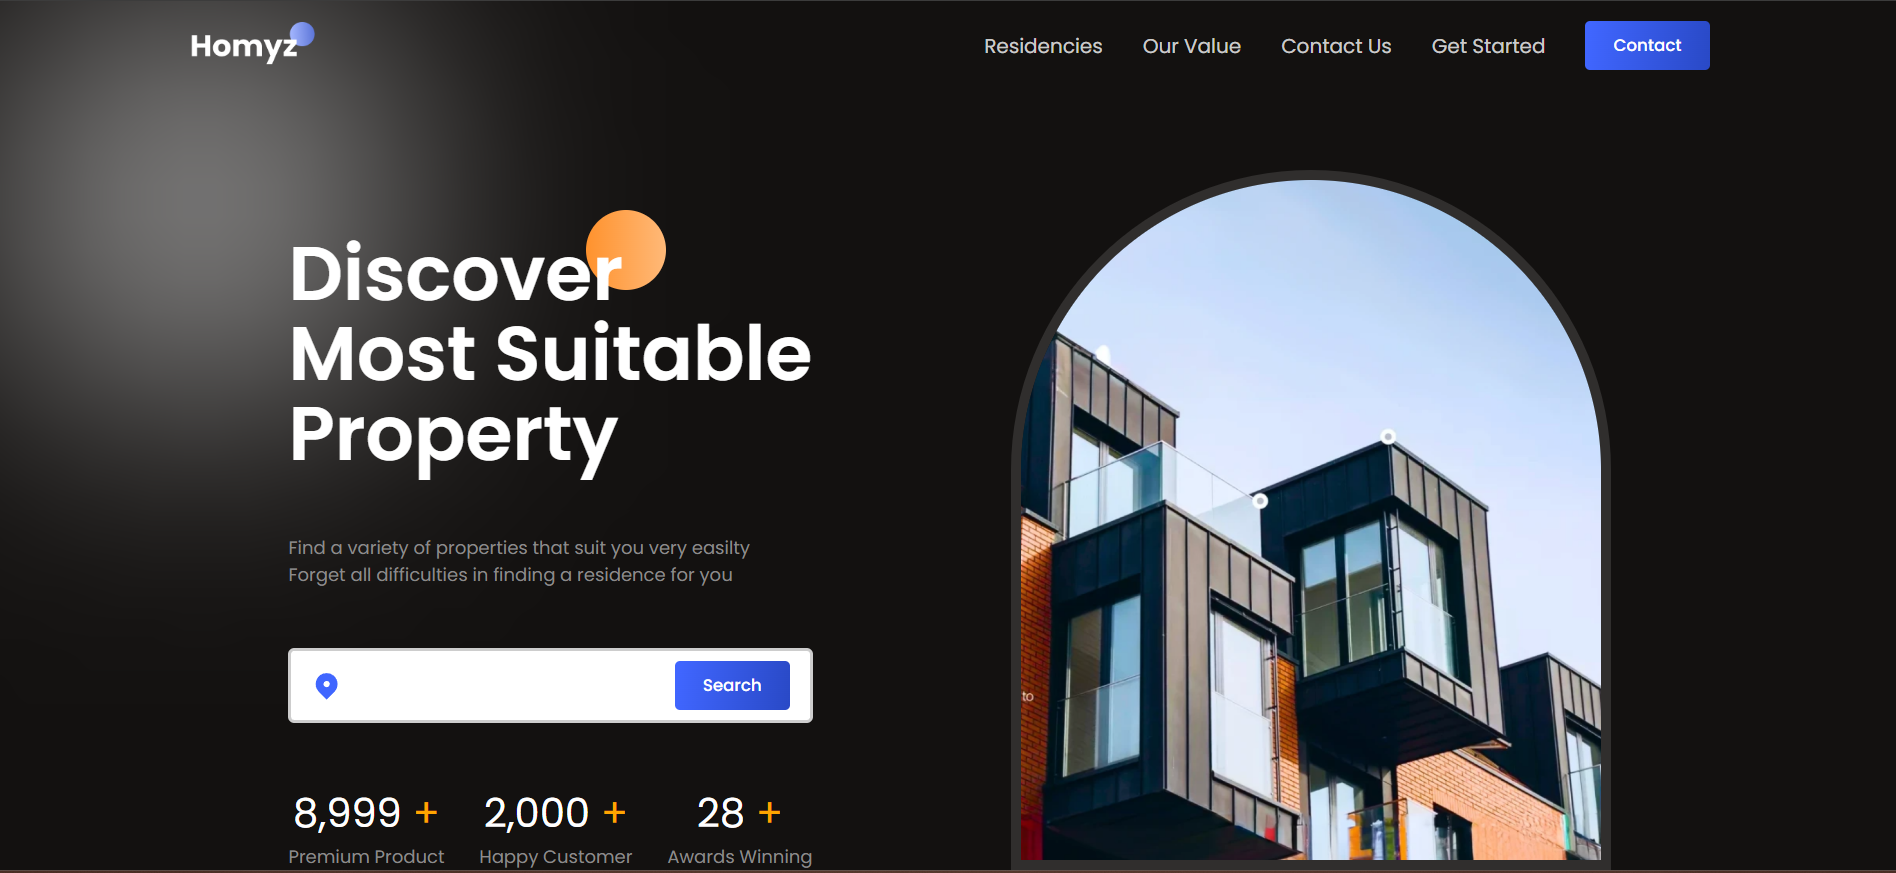 Homyz
Residencies
Our Value
Contact Us
Get Started
Contact
Discover
Most Suitable
Property
Find a variety of properties that suit you very easilty
Forget all difficulties in finding a residence for you
Search
8,999 +
2,000 +
28 +
Premium Product
Happy Customer
Awards Winning
to